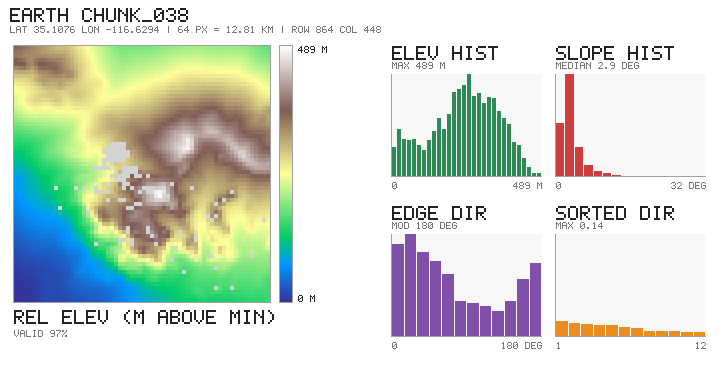 EARTH CHUNK_038
LAT 35.1076 LON -116.6294 | 64 PX = 12.81 KM | ROW 864 COL 448
489 M
0 M
REL ELEV (M ABOVE MIN)
VALID 97%
ELEV HIST
MAX 489 M
0 489 M
SLOPE HIST
MEDIAN 2.9 DEG
0 32 DEG
EDGE DIR
MOD 180 DEG
0 180 DEG
SORTED DIR
MAX 0.14
1 12